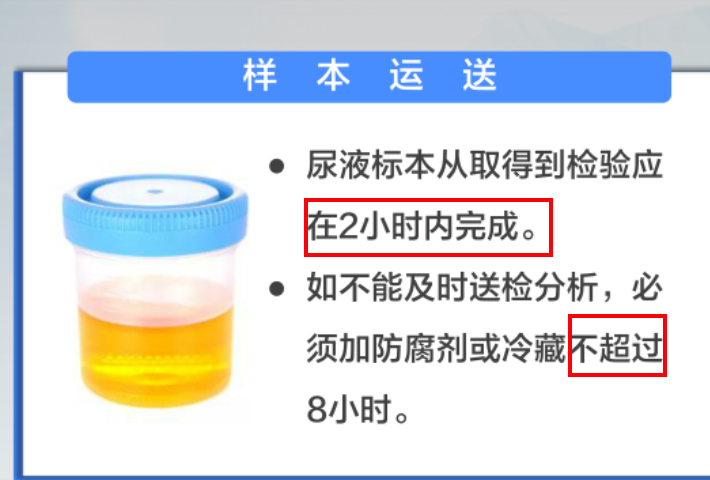 样本运送
尿液标本从取得到检验应
在2小时内完成。
如不能及时送检分析，必
须加防腐剂或冷藏不超过
8小时。